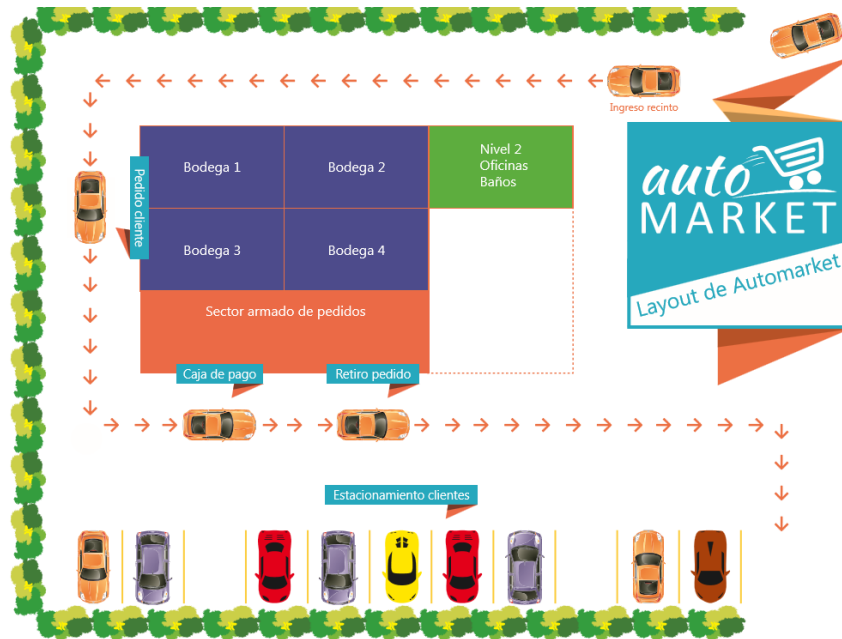 Ingreso recinto
Bodega 1
Bodega 2
Nivel 2
Oficinas
Baños
Pedido cliente
auto
MARKET
Layout de Automarket
Bodega 3
Bodega 4
Sector armado de pedidos
Caja de pago
Retiro pedido
Estacionamiento clientes